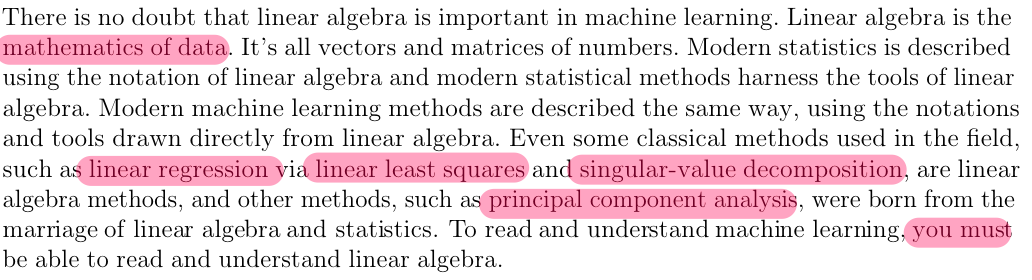 There is no doubt that linear algebra is important in machine learning. Linear algebra is the
mathematics of data. It's all vectors and matrices of numbers. Modern statistics is described
using the notation of linear algebra and modern statistical methods harness the tools of linear
algebra. Modern machine learning methods are described the same way, using the notations
and tools drawn directly from linear algebra. Even some classical methods used in the field,
such as linear regression via linear least squares and singular-value decomposition, are linear
algebra methods, and other methods, such as principal component analysis, were born from the
marriage of linear algebra and statistics. To read and understand machine learning, you must
be able to read and understand linear algebra.